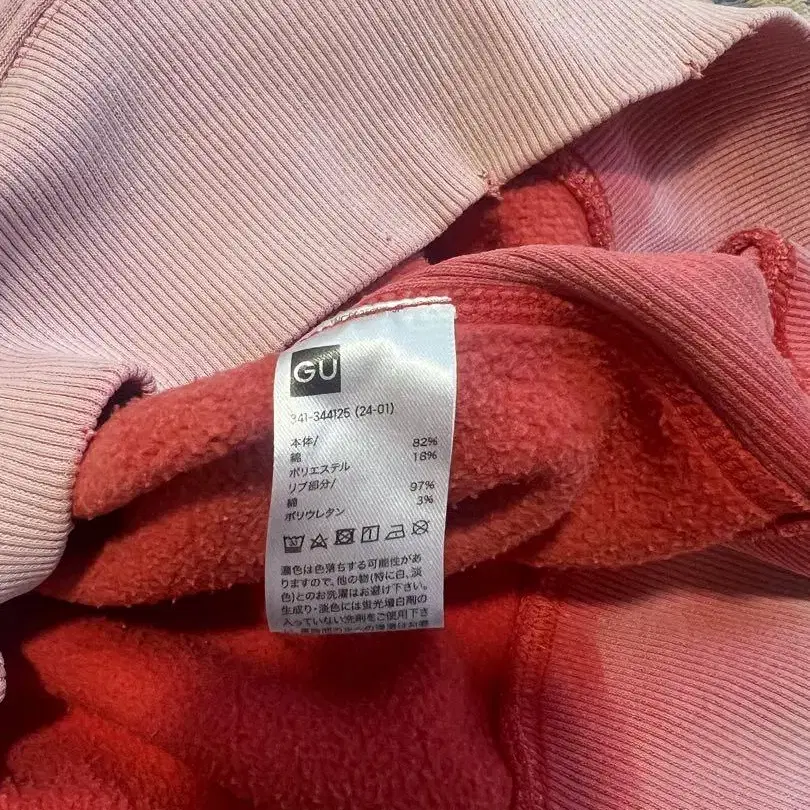 GU
341-344125 (24-01)
本体/
綿 82%
ポリエステル 18%
リブ部分/
綿 97%
ポリウレタン 3%
濃色は色落ちする可能性があ
りますので、他の物(特に白、淡
色)とのお洗濯はお避け下さい。
生成り・淡色には蛍光増白剤の
入っていない洗剤をご使用下さ